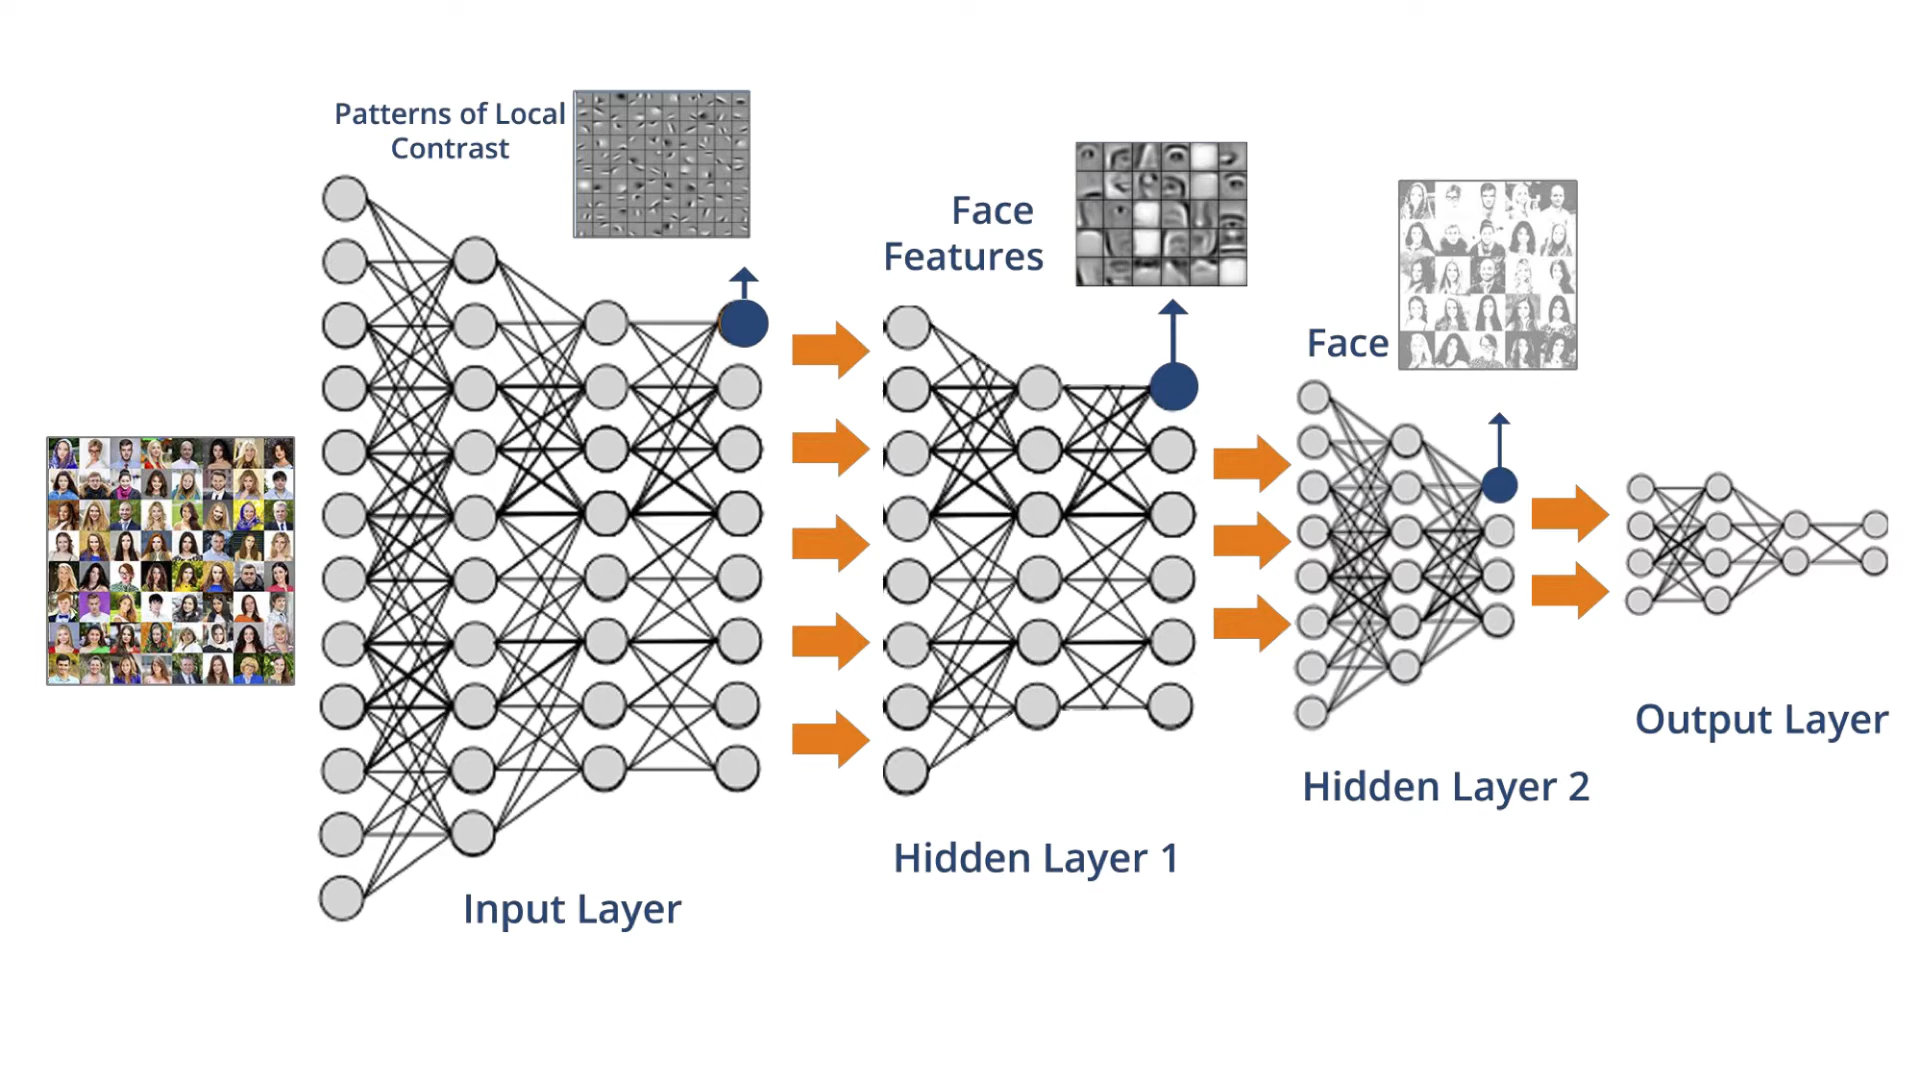 Patterns of Local
Contrast
Face
Features
Face
Input Layer
Hidden Layer 1
Hidden Layer 2
Output Layer